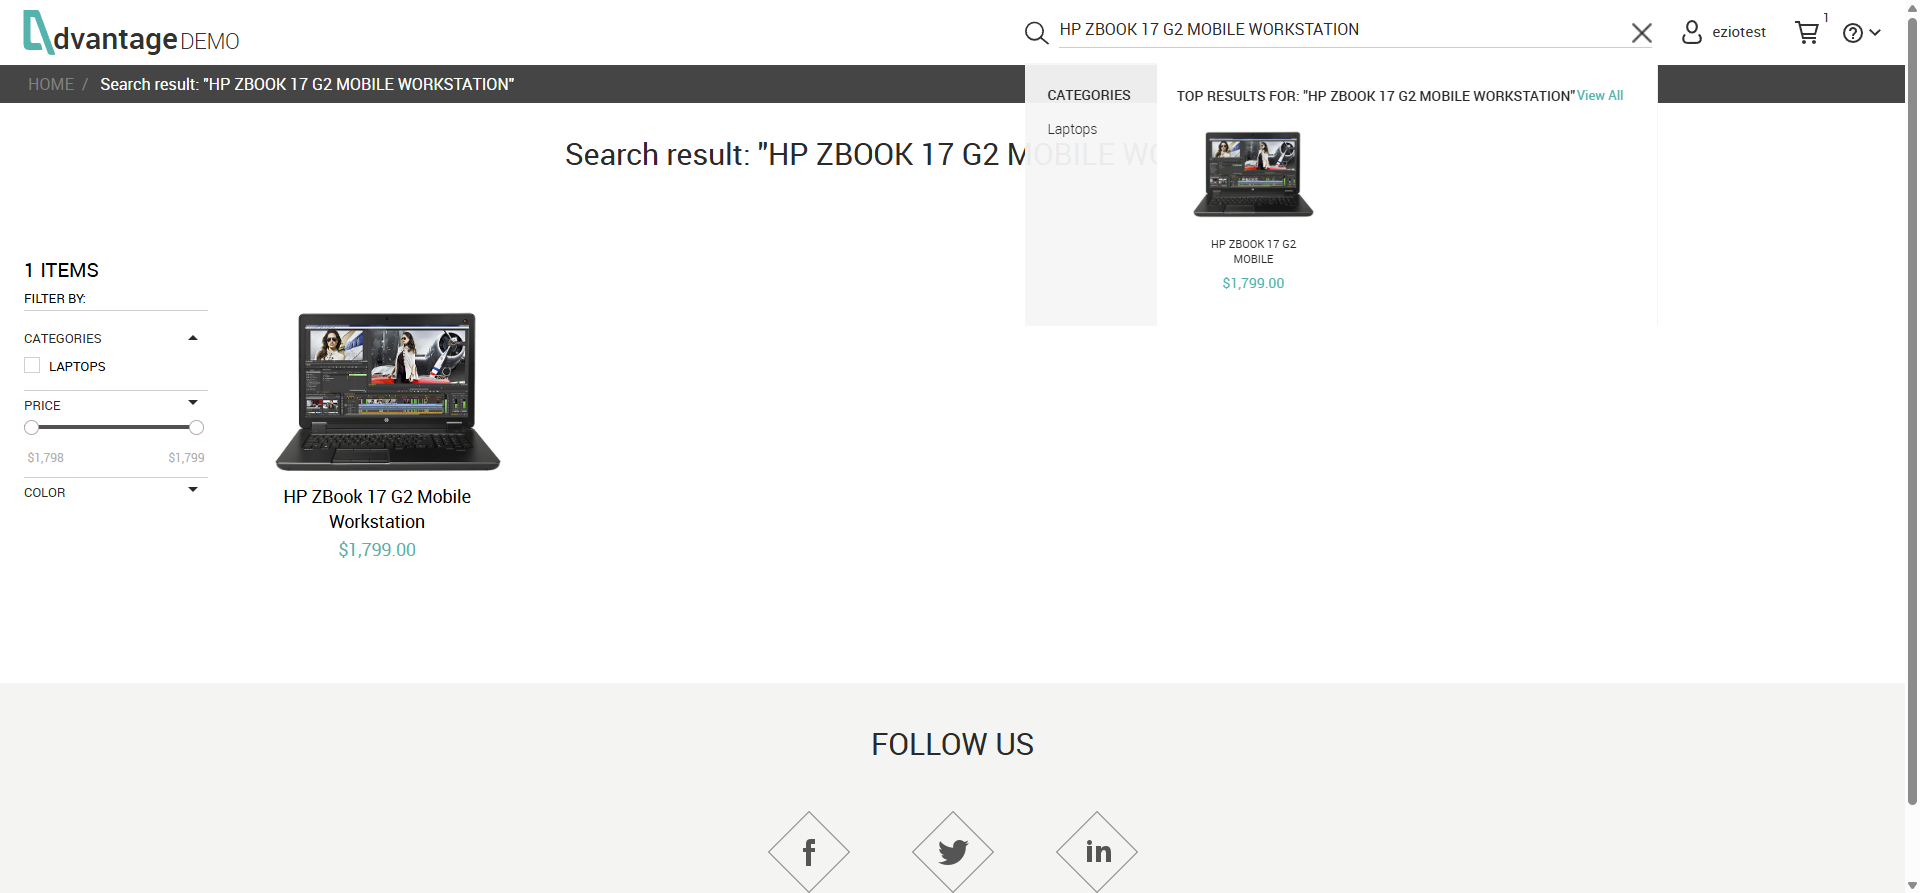 dvantage DEMO
HP ZBOOK 17 G2 MOBILE WORKSTATION
eziotest
1
HOME / Search result: "HP ZBOOK 17 G2 MOBILE WORKSTATION"
CATEGORIES
Laptops
TOP RESULTS FOR: "HP ZBOOK 17 G2 MOBILE WORKSTATION" View All
HP ZBOOK 17 G2
MOBILE
$1,799.00
Search result: "HP ZBOOK 17 G2 MOBILE WO
1 ITEMS
FILTER BY:
CATEGORIES
LAPTOPS
PRICE
$1,798 $1,799
COLOR
HP ZBook 17 G2 Mobile
Workstation
$1,799.00
FOLLOW US